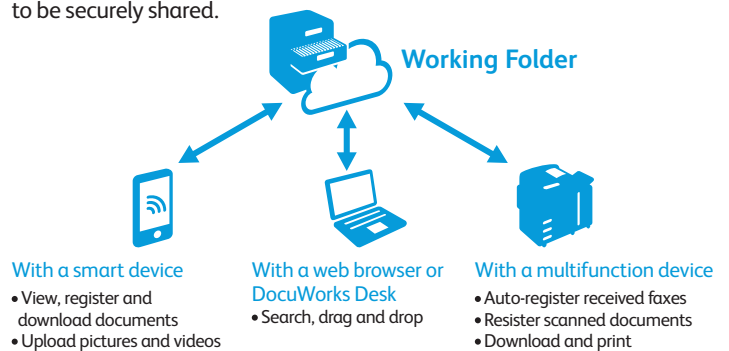 to be securely shared.
Working Folder
With a smart device
• View, register and
download documents
• Upload pictures and videos
With a web browser or
DocuWorks Desk
• Search, drag and drop
With a multifunction device
• Auto-register received faxes
• Resister scanned documents
• Download and print